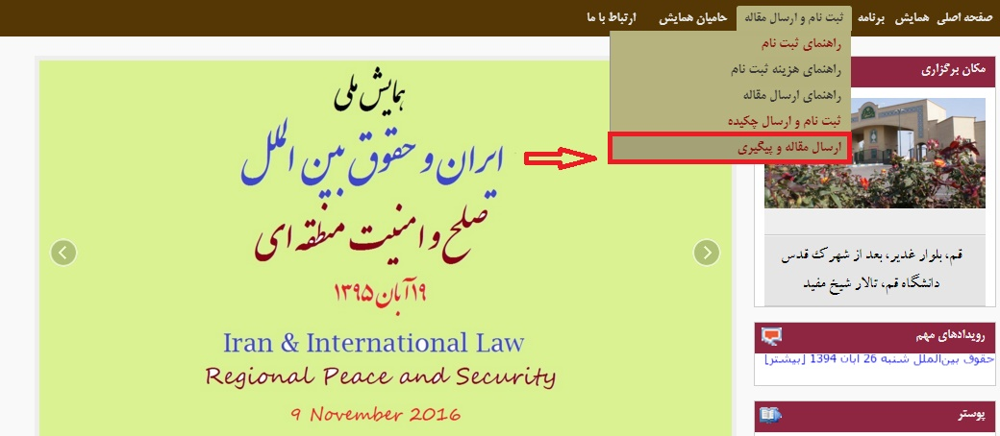 صفحه اصلی همایش برنامه ثبت نام و ارسال مقاله حامیان همایش ارتباط با ما
راهنمای ثبت نام
راهنمای هزینه ثبت نام
راهنمای ارسال مقاله
ثبت نام و ارسال چکیده
ارسال مقاله و پیگیری
مکان برگزاری
قم، بلوار غدیر، بعد از شهرک قدس
دانشگاه قم، تالار شیخ مفید
رویدادهای مهم
حقوق بین‌الملل شنبه 26 آبان 1394 [بیشتر]
پوستر
همایش ملی
ایران و حقوق بین الملل
صلح و امنیت منطقه ای
۱۹ آبان ۱۳۹۵
Iran & International Law
Regional Peace and Security
9 November 2016